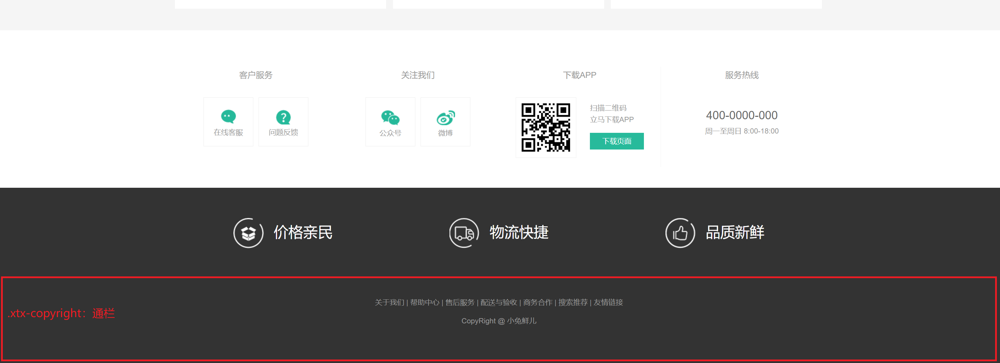 客户服务
关注我们
下载APP
服务热线
在线客服
问题反馈
公众号
微博
扫描二维码
立马下载APP
下载页面
400-0000-000
周一至周日 8:00-18:00
价格亲民
物流快捷
品质新鲜
关于我们 | 帮助中心 | 售后服务 | 配送与验收 | 商务合作 | 搜索推荐 | 友情链接
.xtx-copyright：通栏
CopyRight @ 小兔鲜儿